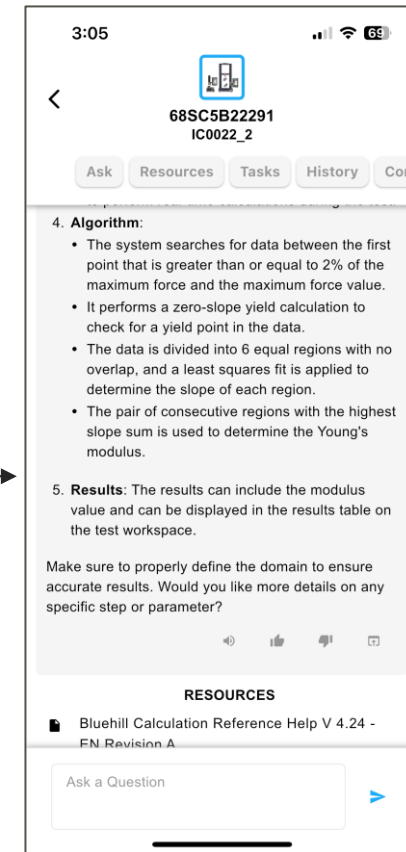 3:05
69
68SC5B22291
IC0022_2
Ask Resources Tasks History
4. Algorithm:
• The system searches for data between the first
point that is greater than or equal to 2% of the
maximum force and the maximum force value.
• It performs a zero-slope yield calculation to
check for a yield point in the data.
• The data is divided into 6 equal regions with no
overlap, and a least squares fit is applied to
determine the slope of each region.
• The pair of consecutive regions with the highest
slope sum is used to determine the Young's
modulus.
5. Results: The results can include the modulus
value and can be displayed in the results table on
the test workspace.
Make sure to properly define the domain to ensure
accurate results. Would you like more details on any
specific step or parameter?
RESOURCES
Bluehill Calculation Reference Help V 4.24 -
EN Revision A
Ask a Question